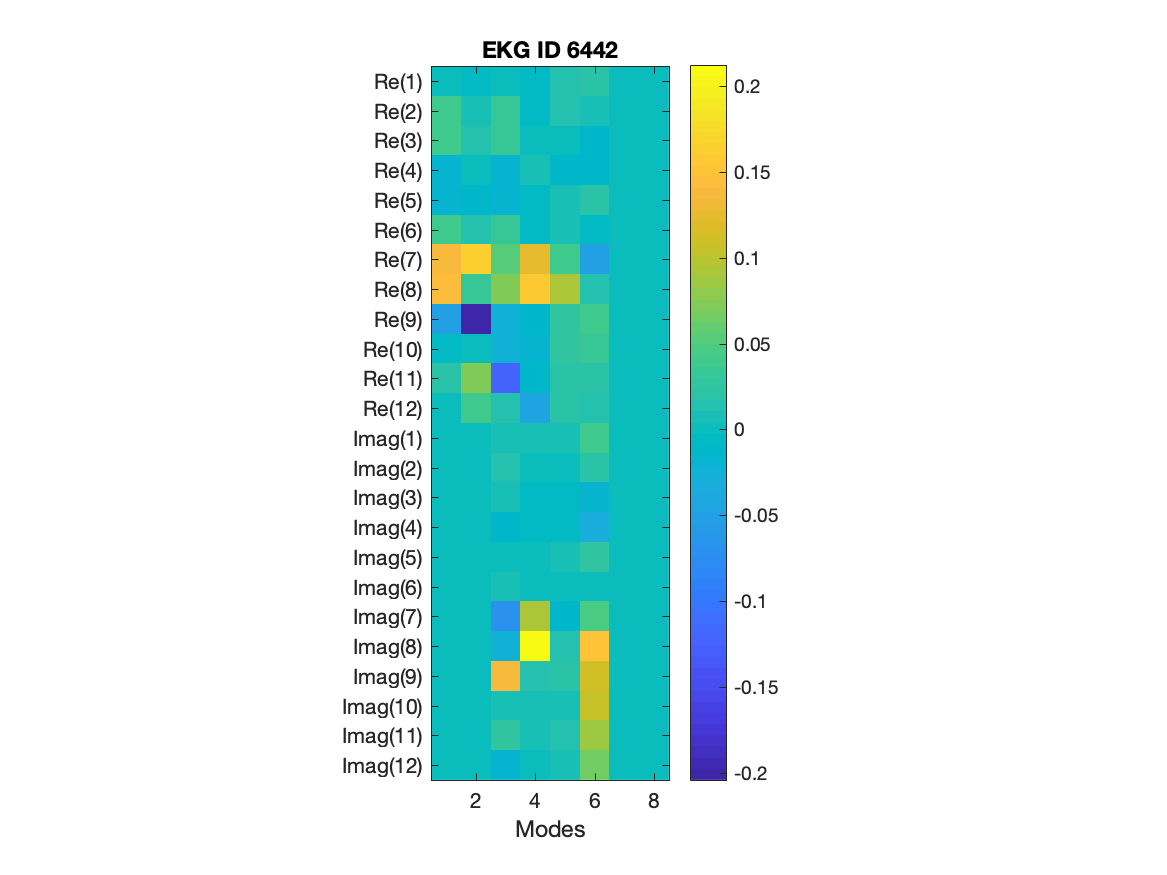 EKG ID 6442
Re(1)
Re(2)
Re(3)
Re(4)
Re(5)
Re(6)
Re(7)
Re(8)
Re(9)
Re(10)
Re(11)
Re(12)
Imag(1)
Imag(2)
Imag(3)
Imag(4)
Imag(5)
Imag(6)
Imag(7)
Imag(8)
Imag(9)
Imag(10)
Imag(11)
Imag(12)
2 4 6 8
Modes
0.2
0.15
0.1
0.05
0
-0.05
-0.1
-0.15
-0.2